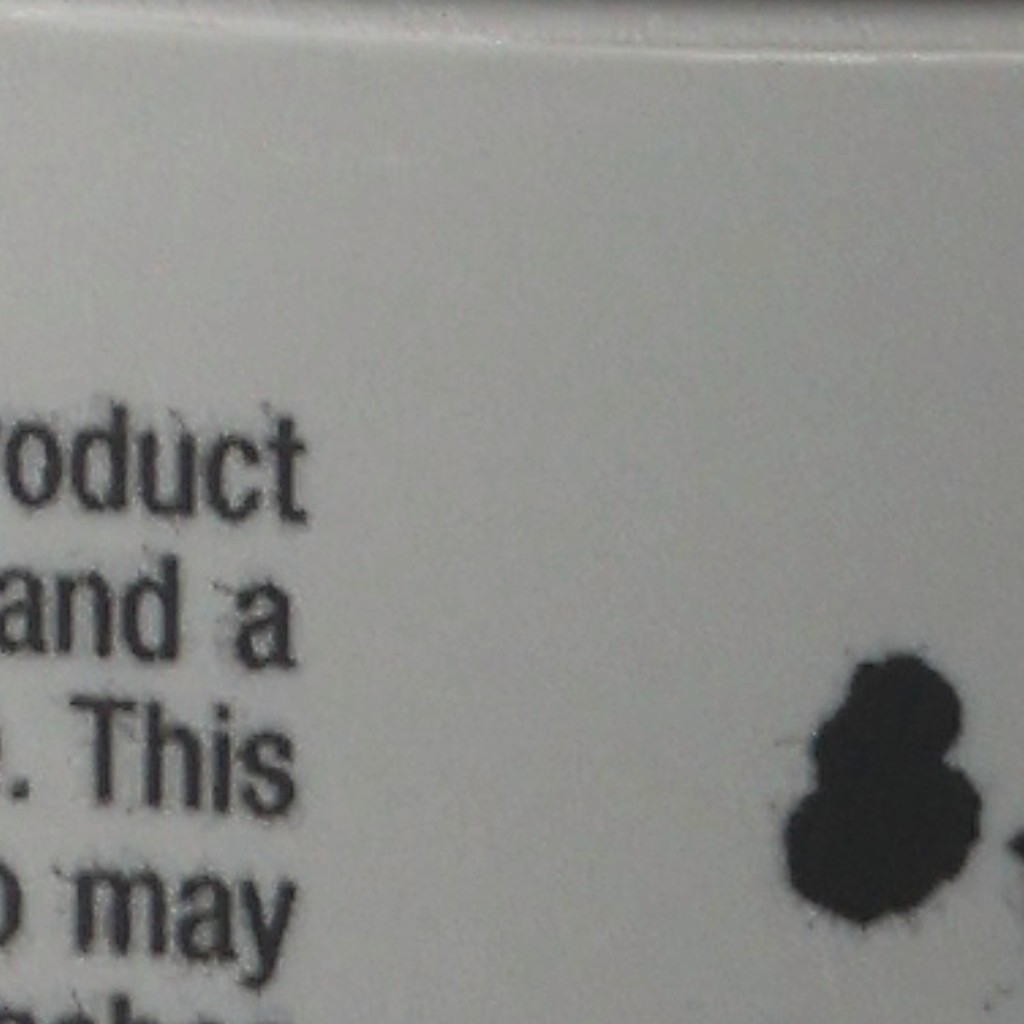 oduct
and a
. This
may